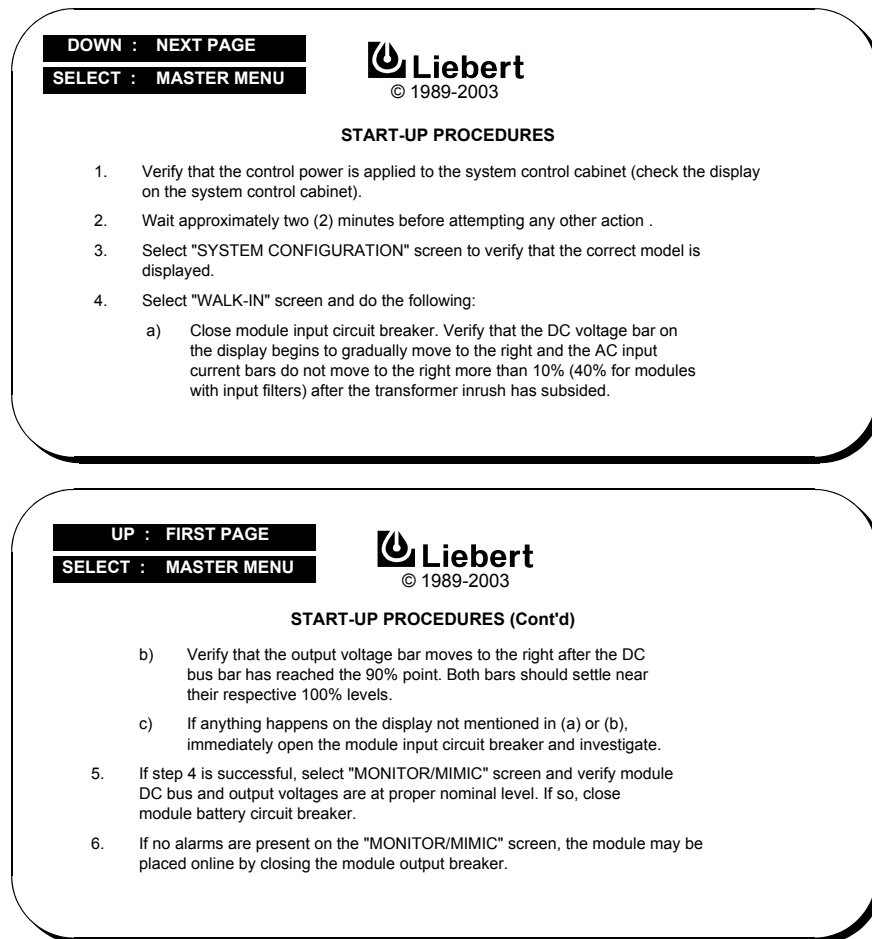 DOWN : NEXT PAGE
SELECT : MASTER MENU
Liebert
© 1989-2003
START-UP PROCEDURES
1. Verify that the control power is applied to the system control cabinet (check the display
on the system control cabinet).
2. Wait approximately two (2) minutes before attempting any other action .
3. Select "SYSTEM CONFIGURATION" screen to verify that the correct model is
displayed.
4. Select "WALK-IN" screen and do the following:
a) Close module input circuit breaker. Verify that the DC voltage bar on
the display begins to gradually move to the right and the AC input
current bars do not move to the right more than 10% (40% for modules
with input filters) after the transformer inrush has subsided.
UP : FIRST PAGE
SELECT : MASTER MENU
Liebert
© 1989-2003
START-UP PROCEDURES (Cont'd)
b) Verify that the output voltage bar moves to the right after the DC
bus bar has reached the 90% point. Both bars should settle near
their respective 100% levels.
c) If anything happens on the display not mentioned in (a) or (b),
immediately open the module input circuit breaker and investigate.
5. If step 4 is successful, select "MONITOR/MIMIC" screen and verify module
DC bus and output voltages are at proper nominal level. If so, close
module battery circuit breaker.
6. If no alarms are present on the "MONITOR/MIMIC" screen, the module may be
placed online by closing the module output breaker.